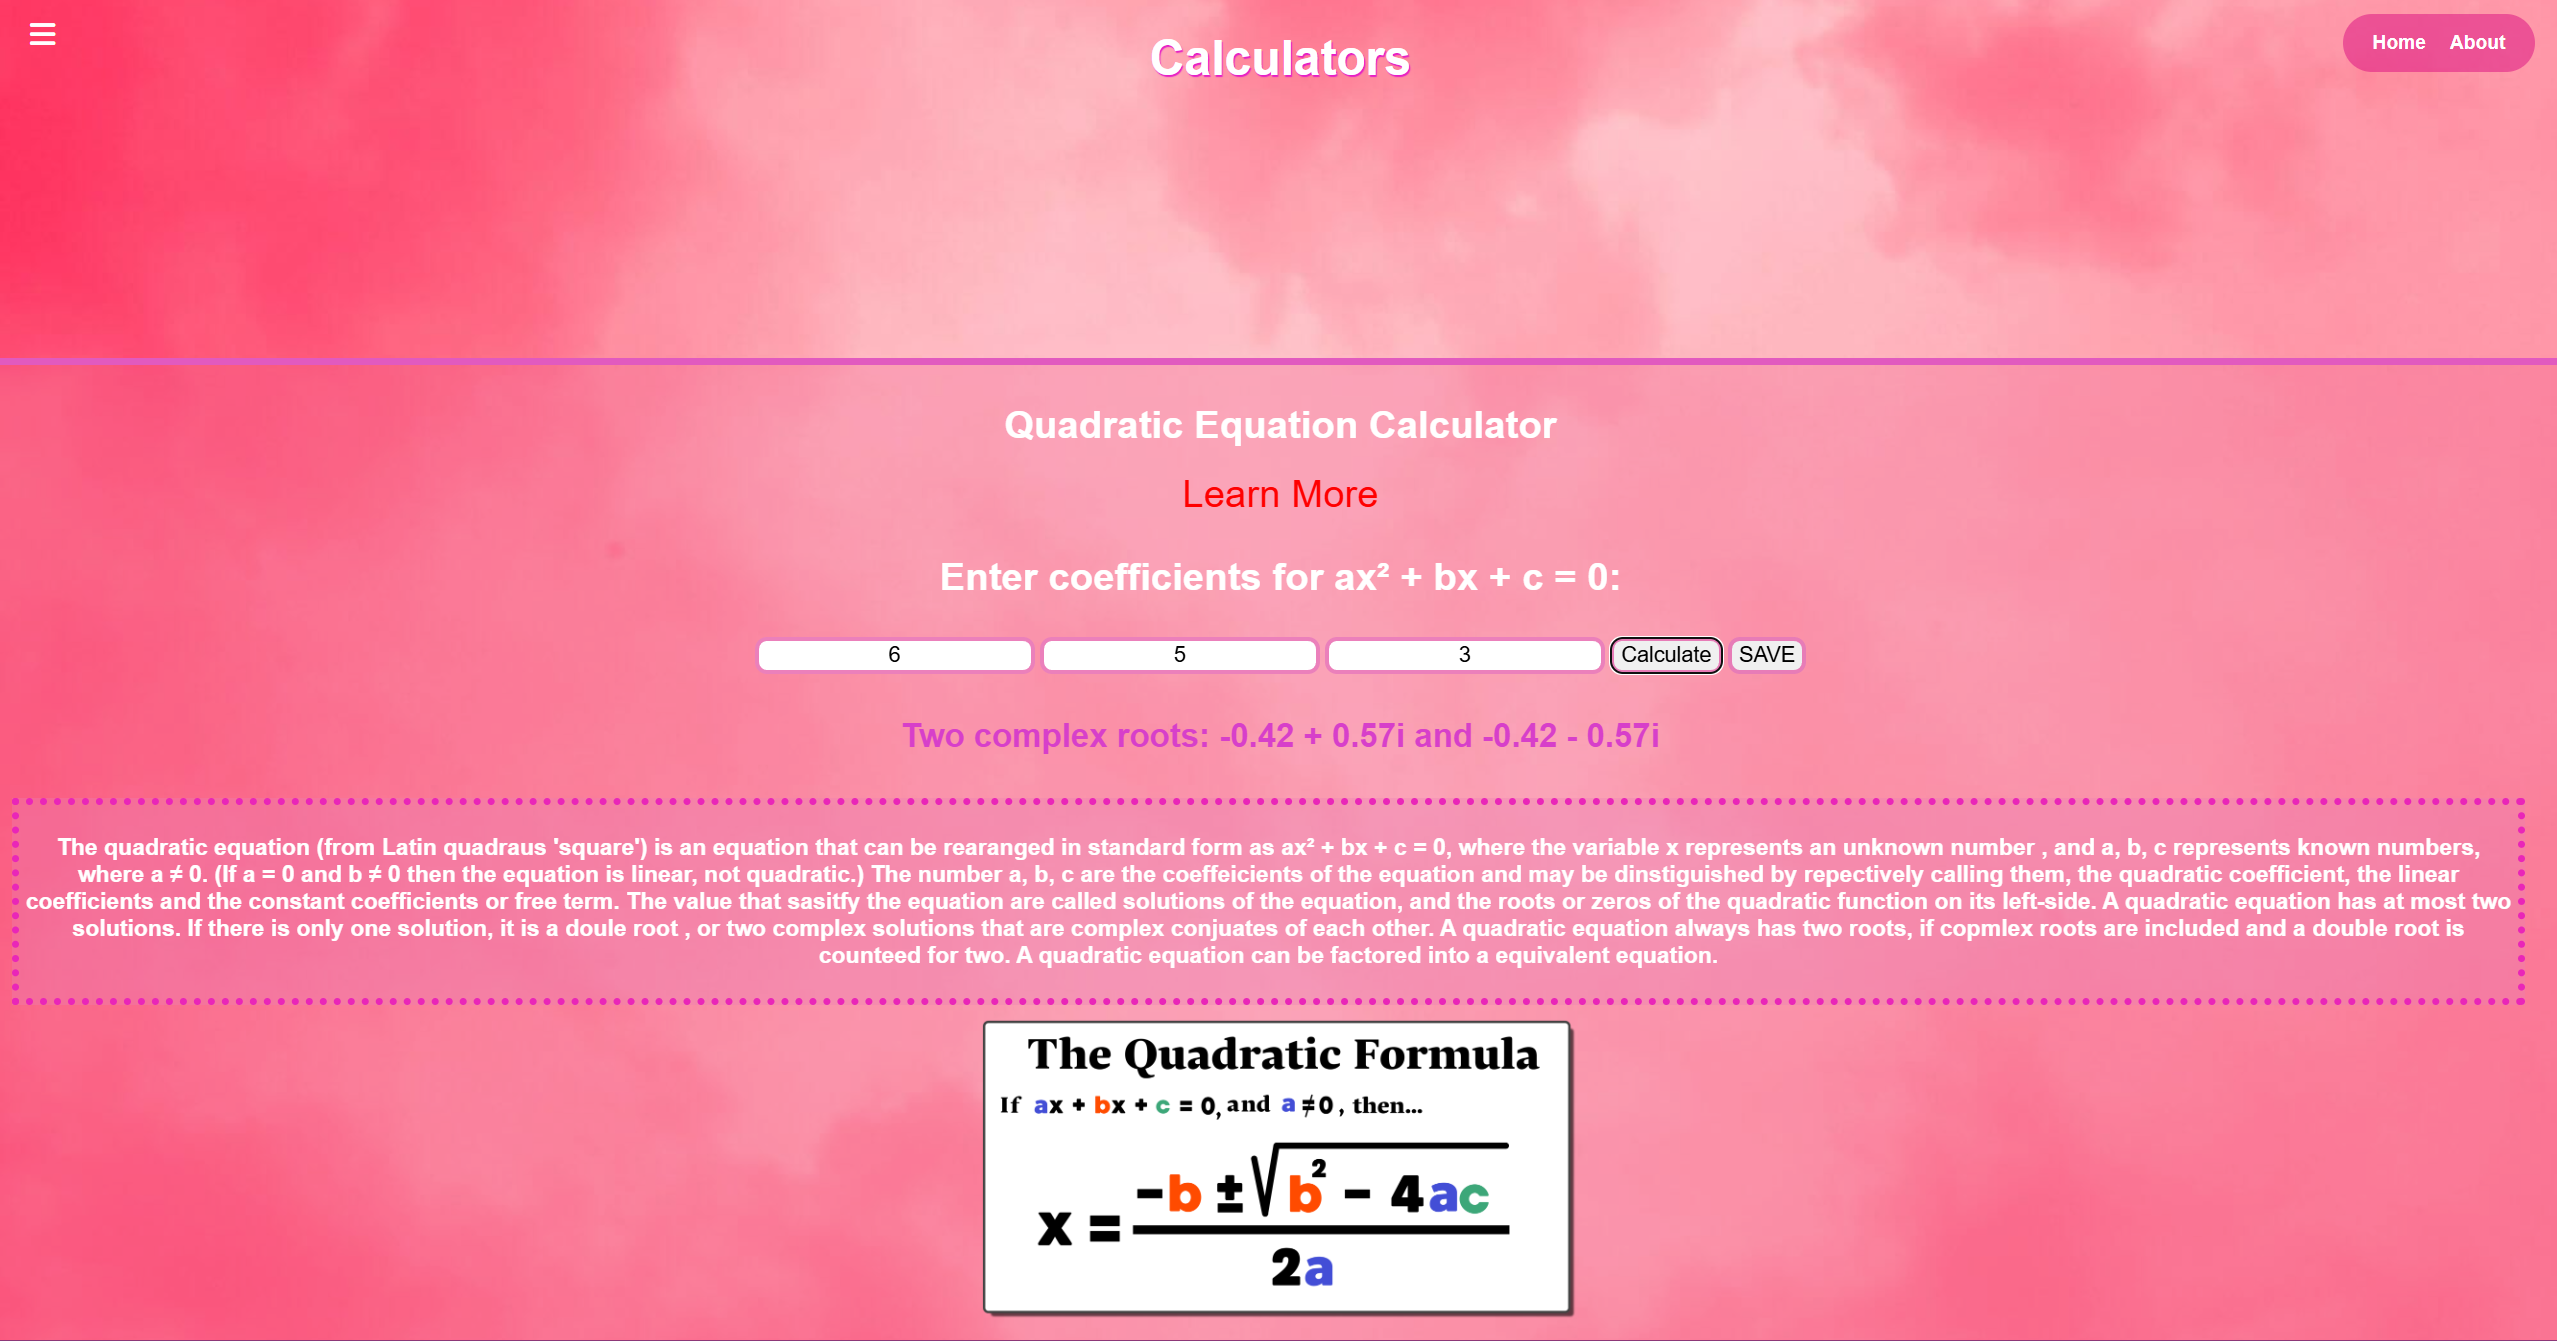 Calculators
Home About
Quadratic Equation Calculator
Learn More
Enter coefficients for ax² + bx + c = 0:
6 5 3 Calculate SAVE
Two complex roots: -0.42 + 0.57i and -0.42 - 0.57i
The quadratic equation (from Latin quadraus 'square') is an equation that can be rearanged in standard form as ax² + bx + c = 0, where the variable x represents an unknown number , and a, b, c represents known numbers,
where a ≠ 0. (If a = 0 and b ≠ 0 then the equation is linear, not quadratic.) The number a, b, c are the coeffeicients of the equation and may be dinstiguished by repectively calling them, the quadratic coefficient, the linear
coefficients and the constant coefficients or free term. The value that sasitfy the equation are called solutions of the equation, and the roots or zeros of the quadratic function on its left-side. A quadratic equation has at most two
solutions. If there is only one solution, it is a doule root , or two complex solutions that are complex conjuates of each other. A quadratic equation always has two roots, if copmlex roots are included and a double root is
counteed for two. A quadratic equation can be factored into a equivalent equation.
The Quadratic Formula
If ax + bx + c = 0, and a ≠ 0 , then...
x = -b ± √b² - 4ac
2a